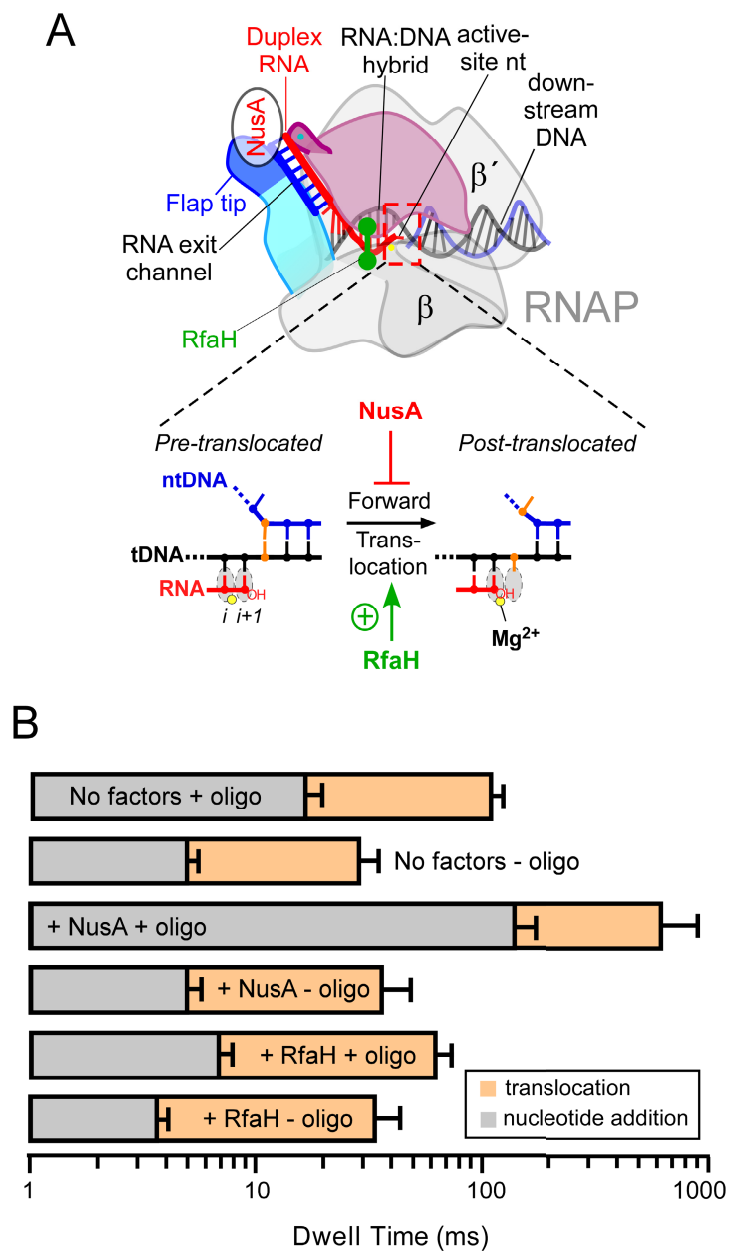 A
Duplex
RNA
RNA:DNA
hybrid
active-
site nt
down-
stream
DNA
NusA
β´
Flap tip
RNA exit
channel
RfaH
β
RNAP
NusA
Pre-translocated
Post-translocated
ntDNA
Forward
Trans-
location
tDNA
RNA
OH
OH
i i+1
Mg²⁺
RfaH
B
No factors + oligo
No factors - oligo
+ NusA + oligo
+ NusA - oligo
+ RfaH + oligo
+ RfaH - oligo
translocation
nucleotide addition
1 10 100 1000
Dwell Time (ms)